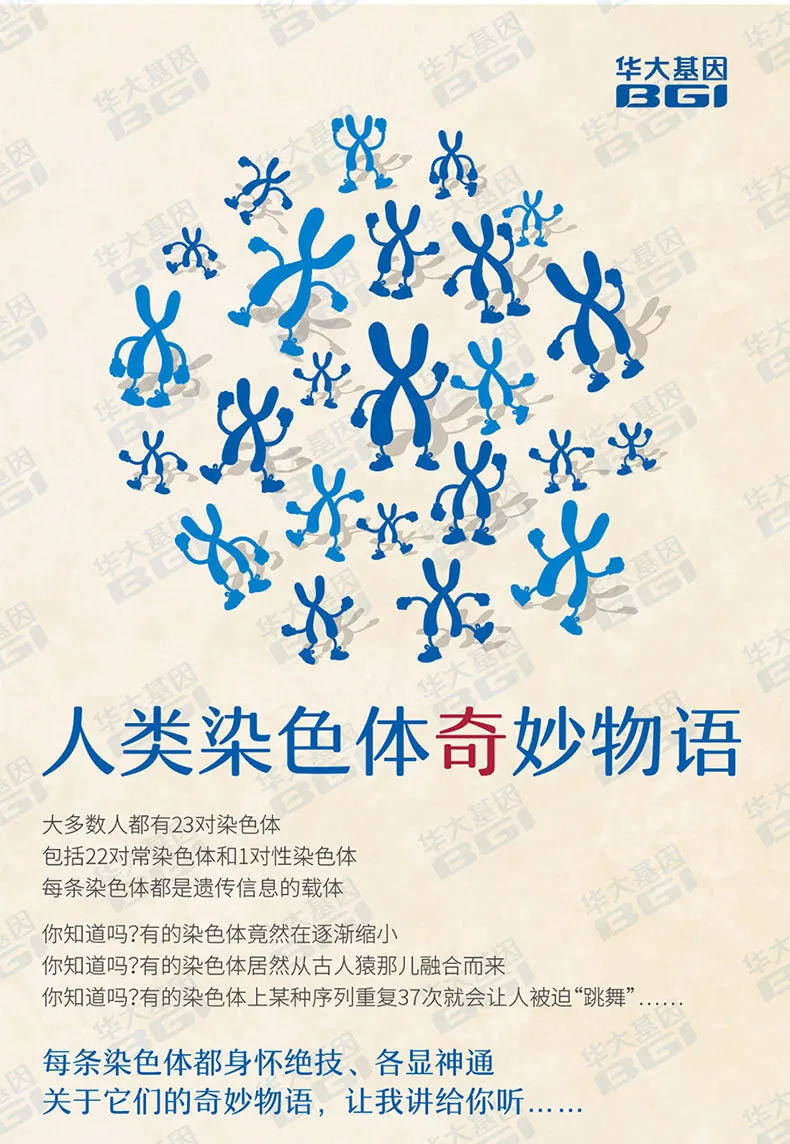 华大基因
BGI
人类染色体奇妙物语
大多数人都有23对染色体
包括22对常染色体和1对性染色体
每条染色体都是遗传信息的载体
你知道吗?有的染色体竟然在逐渐缩小
你知道吗?有的染色体居然从古人猿那儿融合而来
你知道吗?有的染色体上某种序列重复37次就会让人被迫“跳舞”……
每条染色体都身怀绝技、各显神通
关于它们的奇妙物语，让我讲给你听……